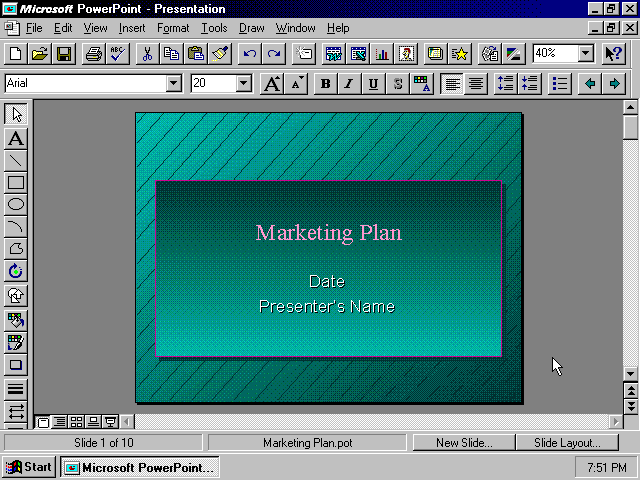 Microsoft PowerPoint - Presentation
File Edit View Insert Format Tools Draw Window Help
ABC 40% ?
Arial 20 A A B I U S A
A
Marketing Plan
Date
Presenter's Name
Slide 1 of 10 Marketing Plan.pot New Slide... Slide Layout...
Start Microsoft PowerPoint... 7:51 PM